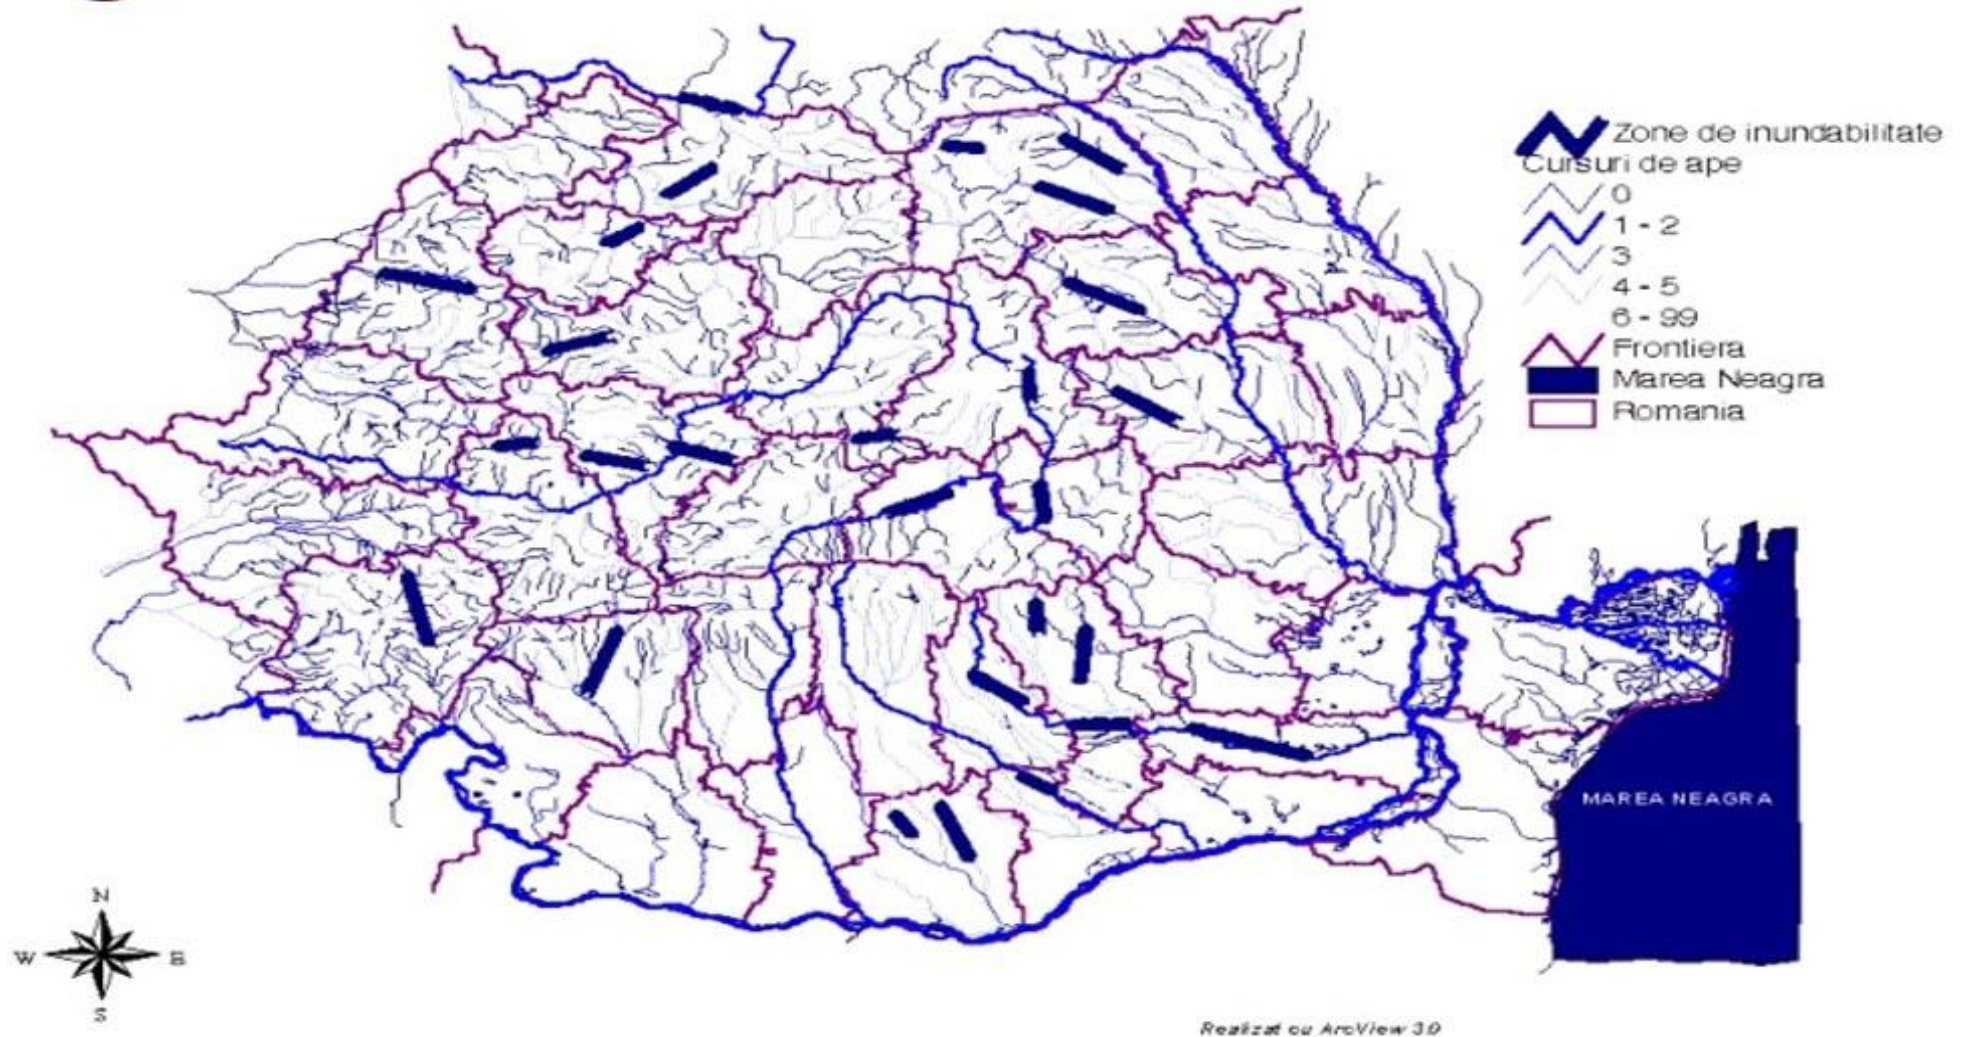 Zone de inundabilitate
Cursuri de ape
0
1 - 2
3
4 - 5
6 - 99
Frontiera
Marea Neagra
Romania
MAREA NEAGRA
N
W E
S
Realizat cu ArcView 3.0